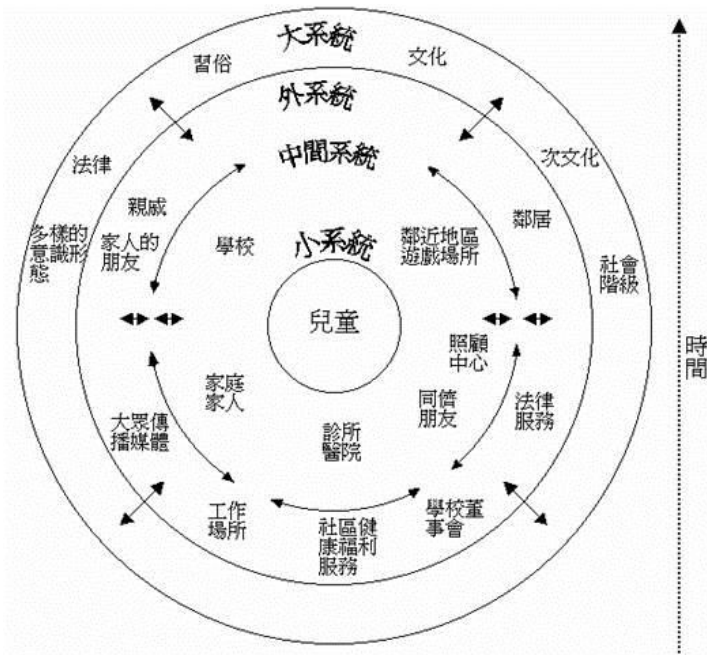 大系統
習俗
文化
外系統
中間系統
法律
次文化
親戚
鄰居
多樣的
意識形
態
家人的
朋友
學校
小系統
鄰近地區
遊戲場所
社會
階級
兒童
時
間
照顧
中心
家庭
家人
同儕
朋友
法律
服務
大眾傳
播媒體
診所
醫院
工作
場所
社區健
康福利
服務
學校董
事會